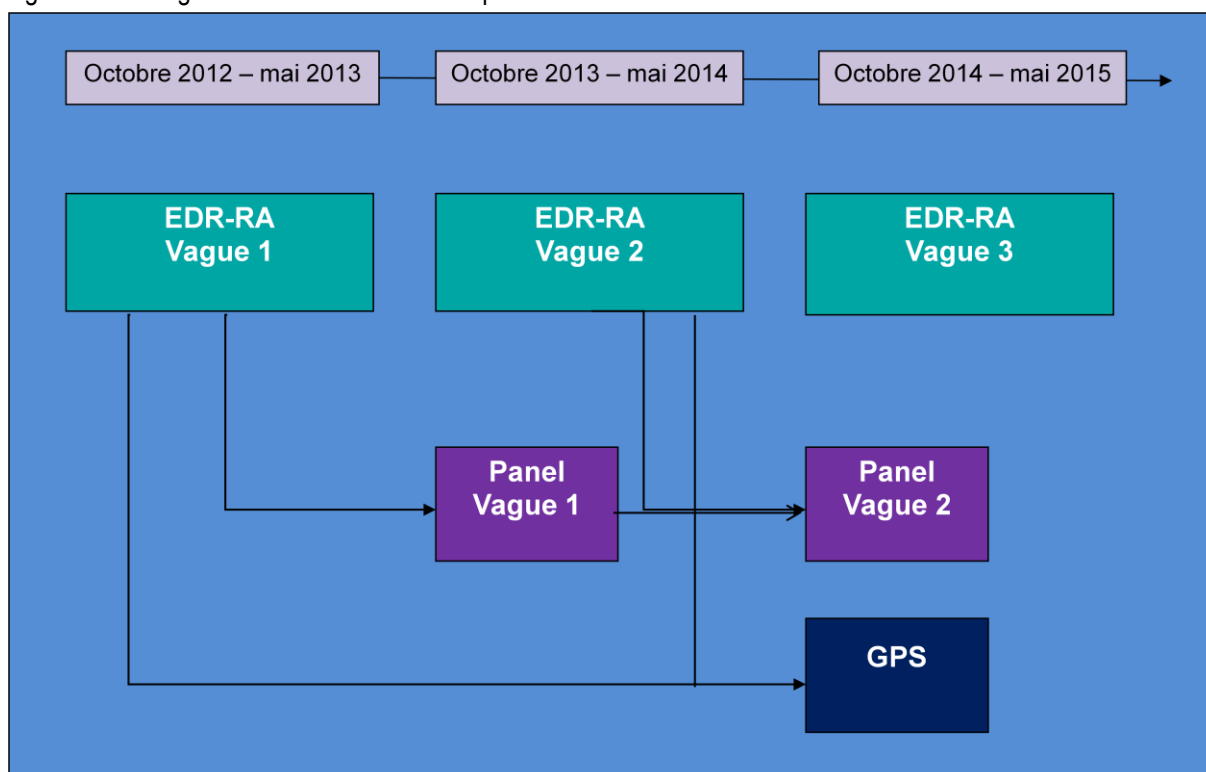 Octobre 2012 – mai 2013
Octobre 2013 – mai 2014
Octobre 2014 – mai 2015
EDR-RA
Vague 1
EDR-RA
Vague 2
EDR-RA
Vague 3
Panel
Vague 1
Panel
Vague 2
GPS